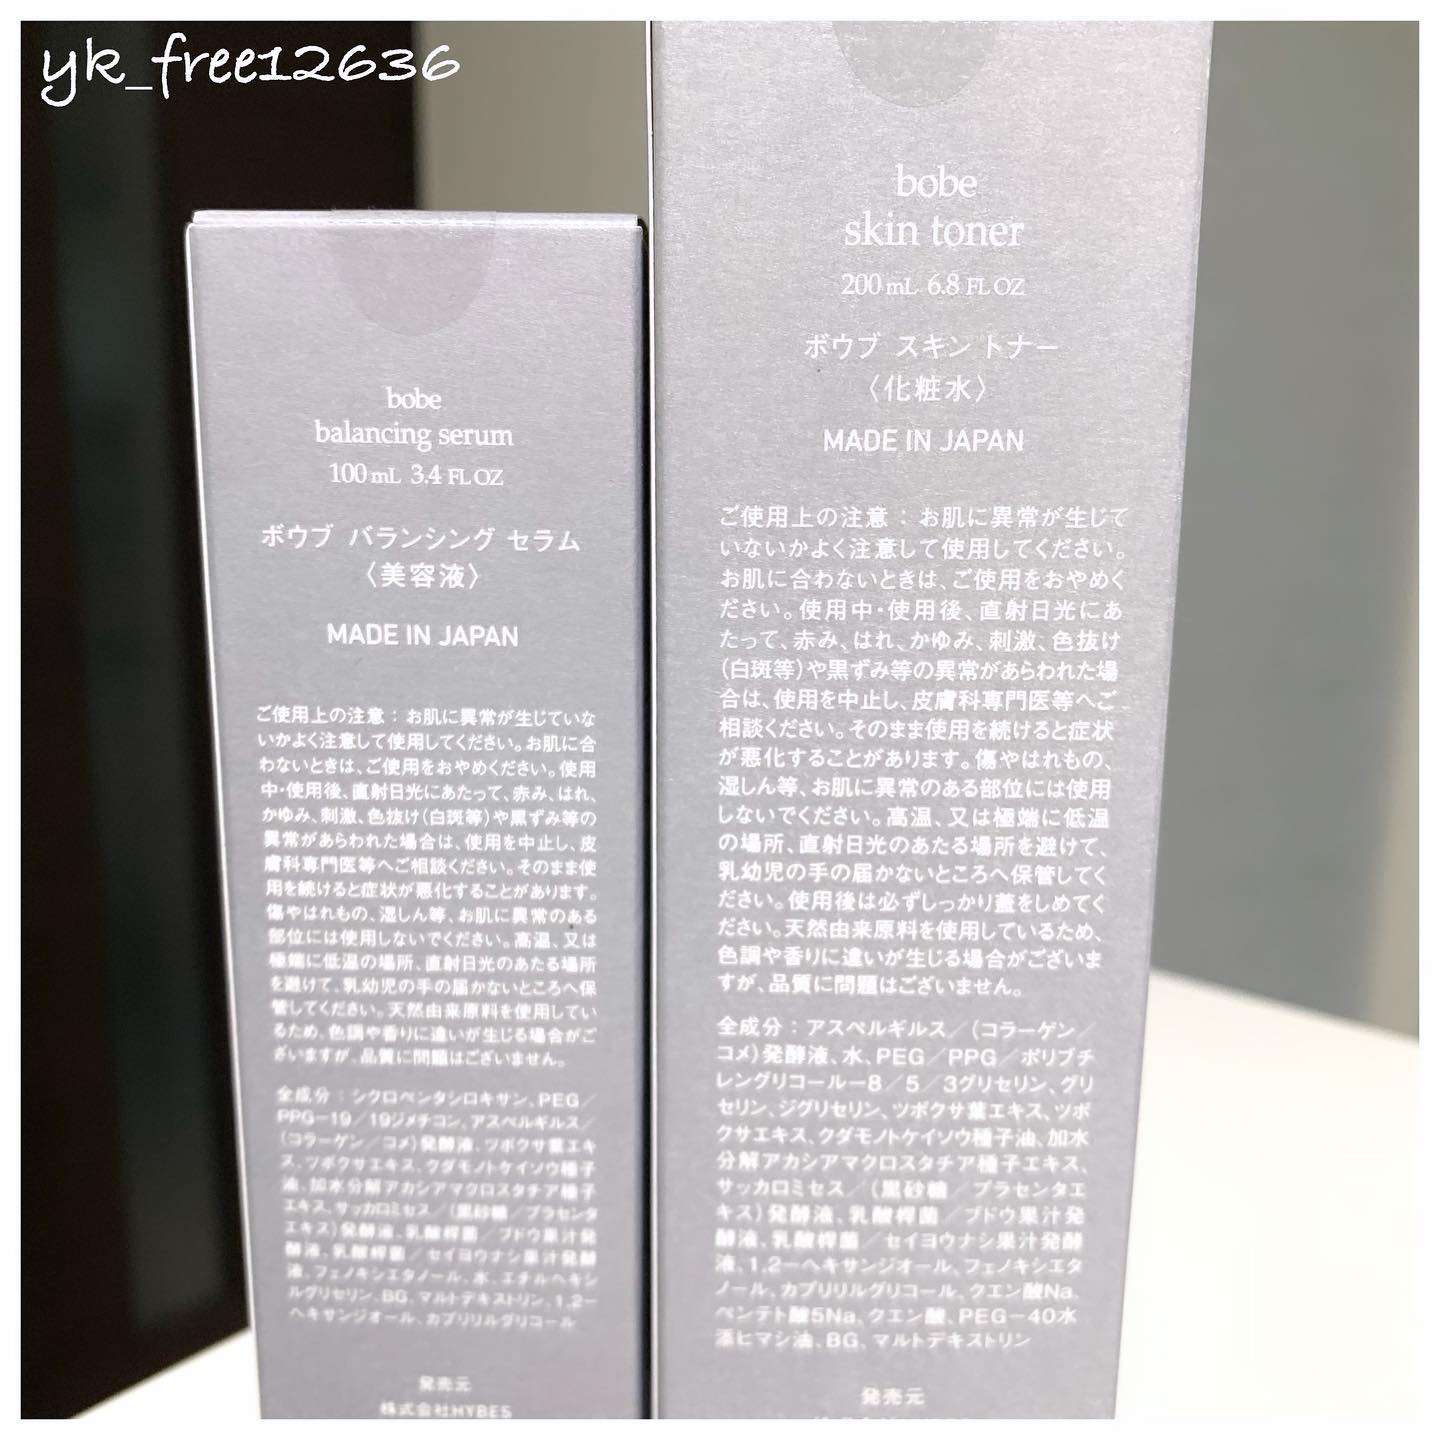 yk_free12636
bobe
balancing serum
100 mL 3.4 FL OZ
ボウブ バランシング セラム
〈美容液〉
MADE IN JAPAN
ご使用上の注意：お肌に異常が生じていな
いかよく注意して使用してください。お肌に合
わないときは、ご使用をおやめください。使用
中・使用後、直射日光にあたって、赤み、はれ、
かゆみ、刺激、色抜け(白斑等)や黒ずみ等の
異常があらわれた場合は、使用を中止し、皮
膚科専門医等へご相談ください。そのまま使
用を続けると症状が悪化することがあります。
傷やはれもの、湿しん等、お肌に異常のある
部位には使用しないでください。高温、又は
極端に低温の場所、直射日光のあたる場所
を避けて、乳幼児の手の届かないところへ保
管してください。天然由来原料を使用してい
るため、色調や香りに違いが生じる場合がご
ざいますが、品質に問題はございません。
全成分：シクロペンタシロキサン、PEG／
PPG－19／19ジメチコン、アスペルギルス／
(コラーゲン／コメ)発酵液、ツボクサ葉エキ
ス、ツボクサエキス、クダモノトケイソウ種子
油、加水分解アカシアマクロスタチア種子
エキス、サッカロミセス／(黒砂糖／プラセンタ
エキス)発酵液、乳酸桿菌／ブドウ果汁発
酵液、乳酸桿菌／セイヨウナシ果汁発酵
液、フェノキシエタノール、水、エチルヘキシ
ルグリセリン、BG、マルトデキストリン、1,2－
ヘキサンジオール、カプリリルグリコール
発売元
株式会社HYBES
bobe
skin toner
200 mL 6.8 FL OZ
ボウブ スキン トナー
〈化粧水〉
MADE IN JAPAN
ご使用上の注意：お肌に異常が生じて
いないかよく注意して使用してください。
お肌に合わないときは、ご使用をおやめく
ださい。使用中・使用後、直射日光にあ
たって、赤み、はれ、かゆみ、刺激、色抜け
(白斑等)や黒ずみ等の異常があらわれた場
合は、使用を中止し、皮膚科専門医等へご
相談ください。そのまま使用を続けると症状
が悪化することがあります。傷やはれもの、
湿しん等、お肌に異常のある部位には使用
しないでください。高温、又は極端に低温
の場所、直射日光のあたる場所を避けて、
乳幼児の手の届かないところへ保管してく
ださい。使用後は必ずしっかり蓋をしめてく
ださい。天然由来原料を使用しているため、
色調や香りに違いが生じる場合がございま
すが、品質に問題はございません。
全成分：アスペルギルス／(コラーゲン／
コメ)発酵液、水、PEG／PPG／ポリブチ
レングリコールー8／5／3グリセリン、グリ
セリン、ジグリセリン、ツボクサ葉エキス、ツボ
クサエキス、クダモノトケイソウ種子油、加水
分解アカシアマクロスタチア種子エキス、
サッカロミセス／(黒砂糖／プラセンタエ
キス)発酵液、乳酸桿菌／ブドウ果汁発
酵液、乳酸桿菌／セイヨウナシ果汁発酵
液、1,2－ヘキサンジオール、フェノキシエタ
ノール、カプリリルグリコール、クエン酸Na、
ペンテト酸5Na、クエン酸、PEG－40水
添ヒマシ油、BG、マルトデキストリン
発売元